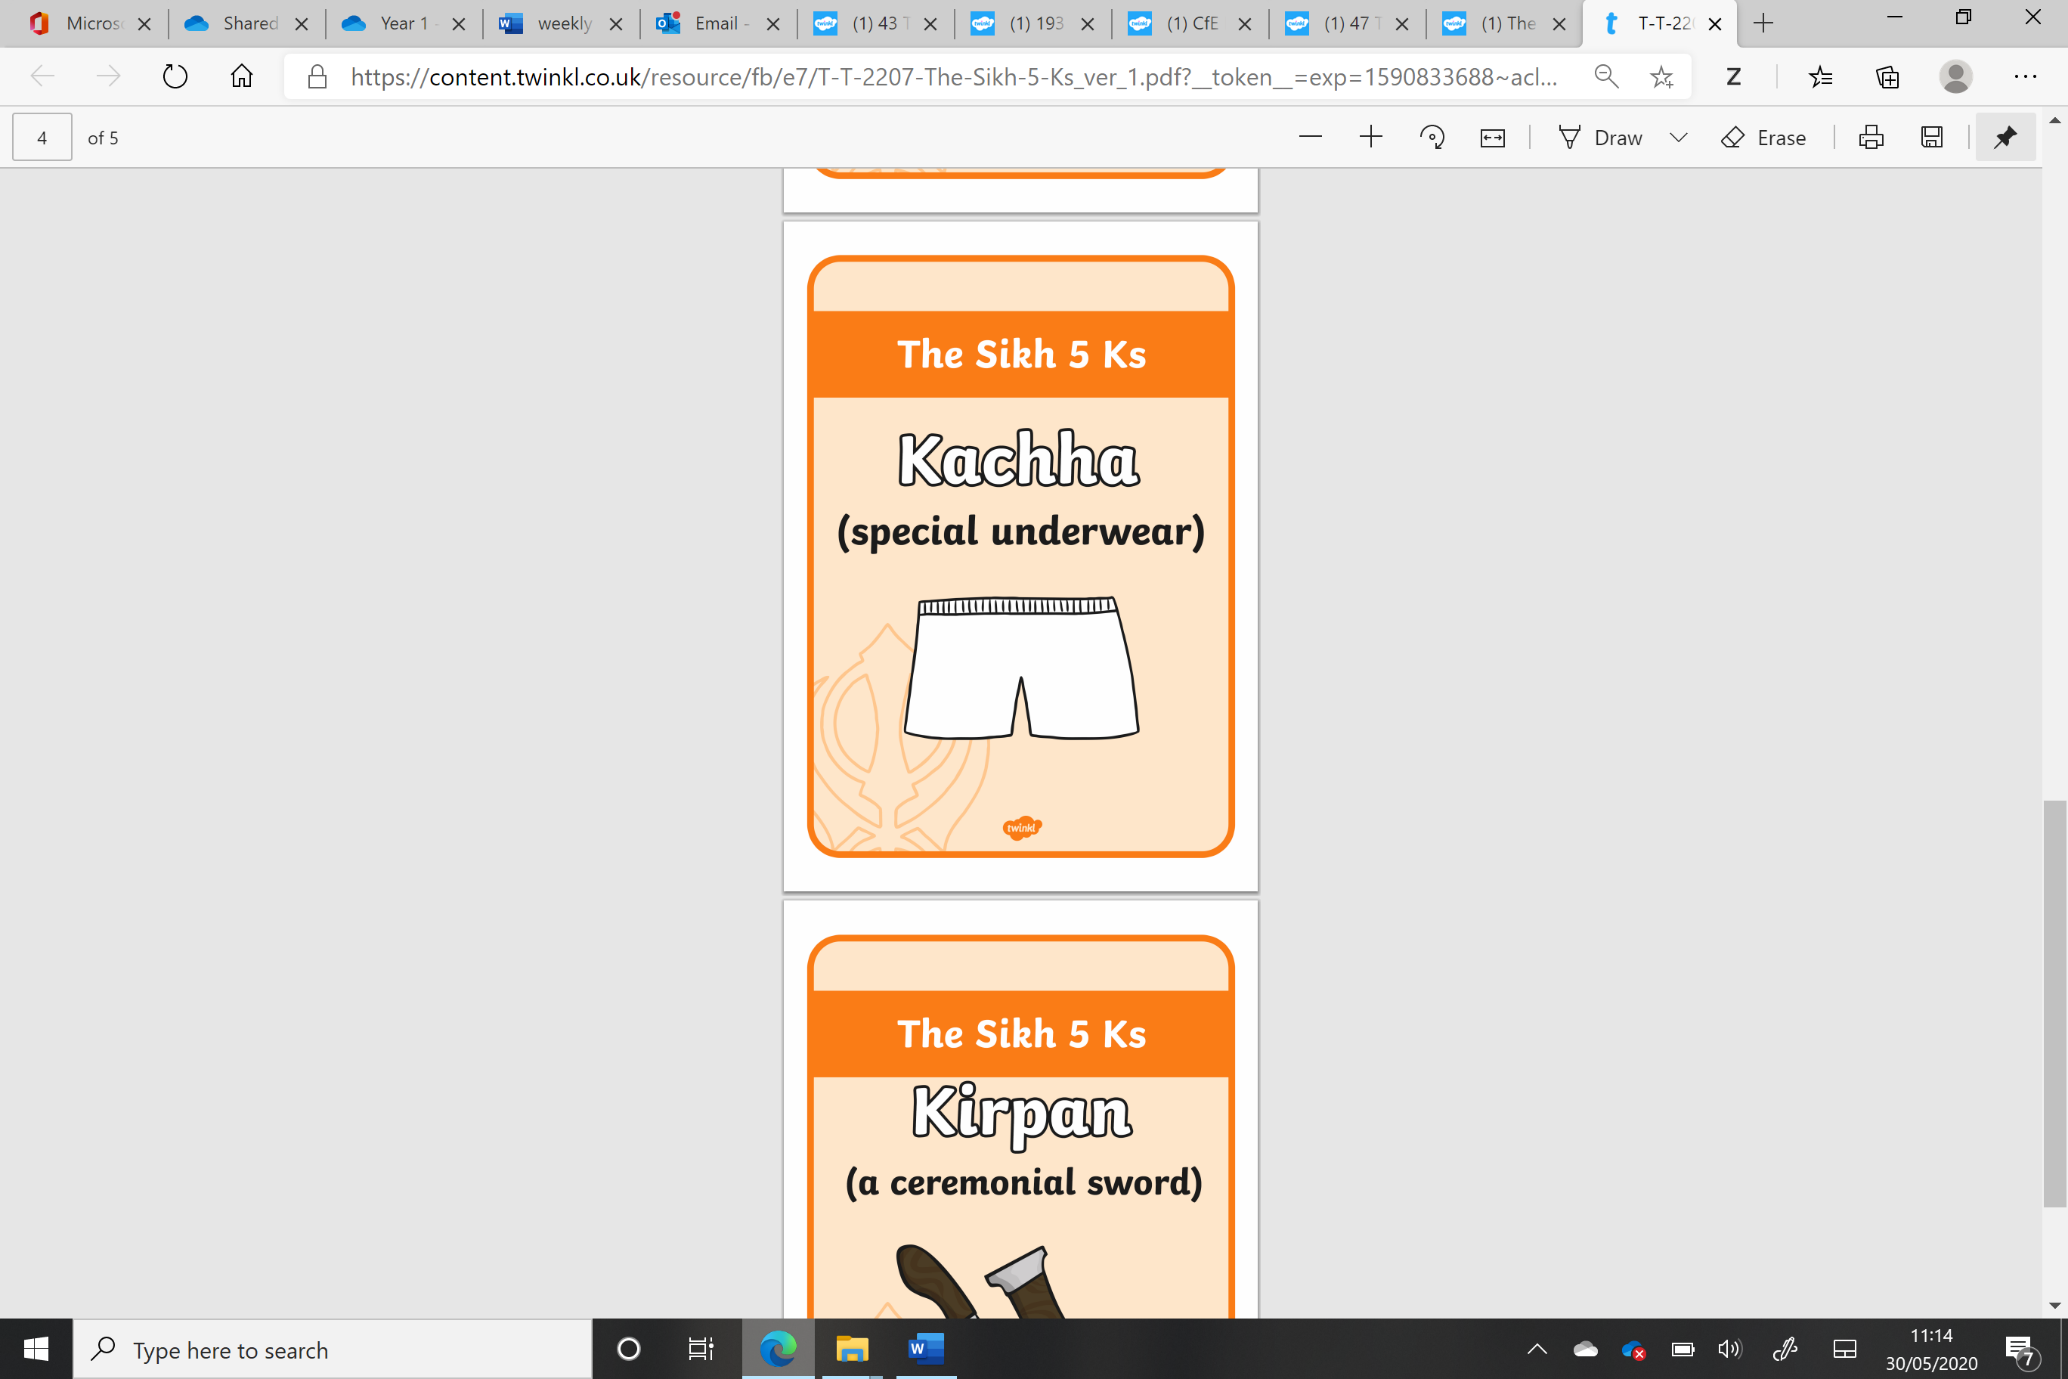 Micros
Shared
Year 1 -
weekly
Email -
(1) 43 T
(1) 193
(1) CfE
(1) 47 T
(1) The
T-T-220
https://content.twinkl.co.uk/resource/fb/e7/T-T-2207-The-Sikh-5-Ks_ver_1.pdf?__token__=exp=1590833688~acl...
Z
4 of 5
Draw
Erase
The Sikh 5 Ks
Kachha
(special underwear)
twinkl
The Sikh 5 Ks
Kirpan
(a ceremonial sword)
Type here to search
11:14
30/05/2020
7